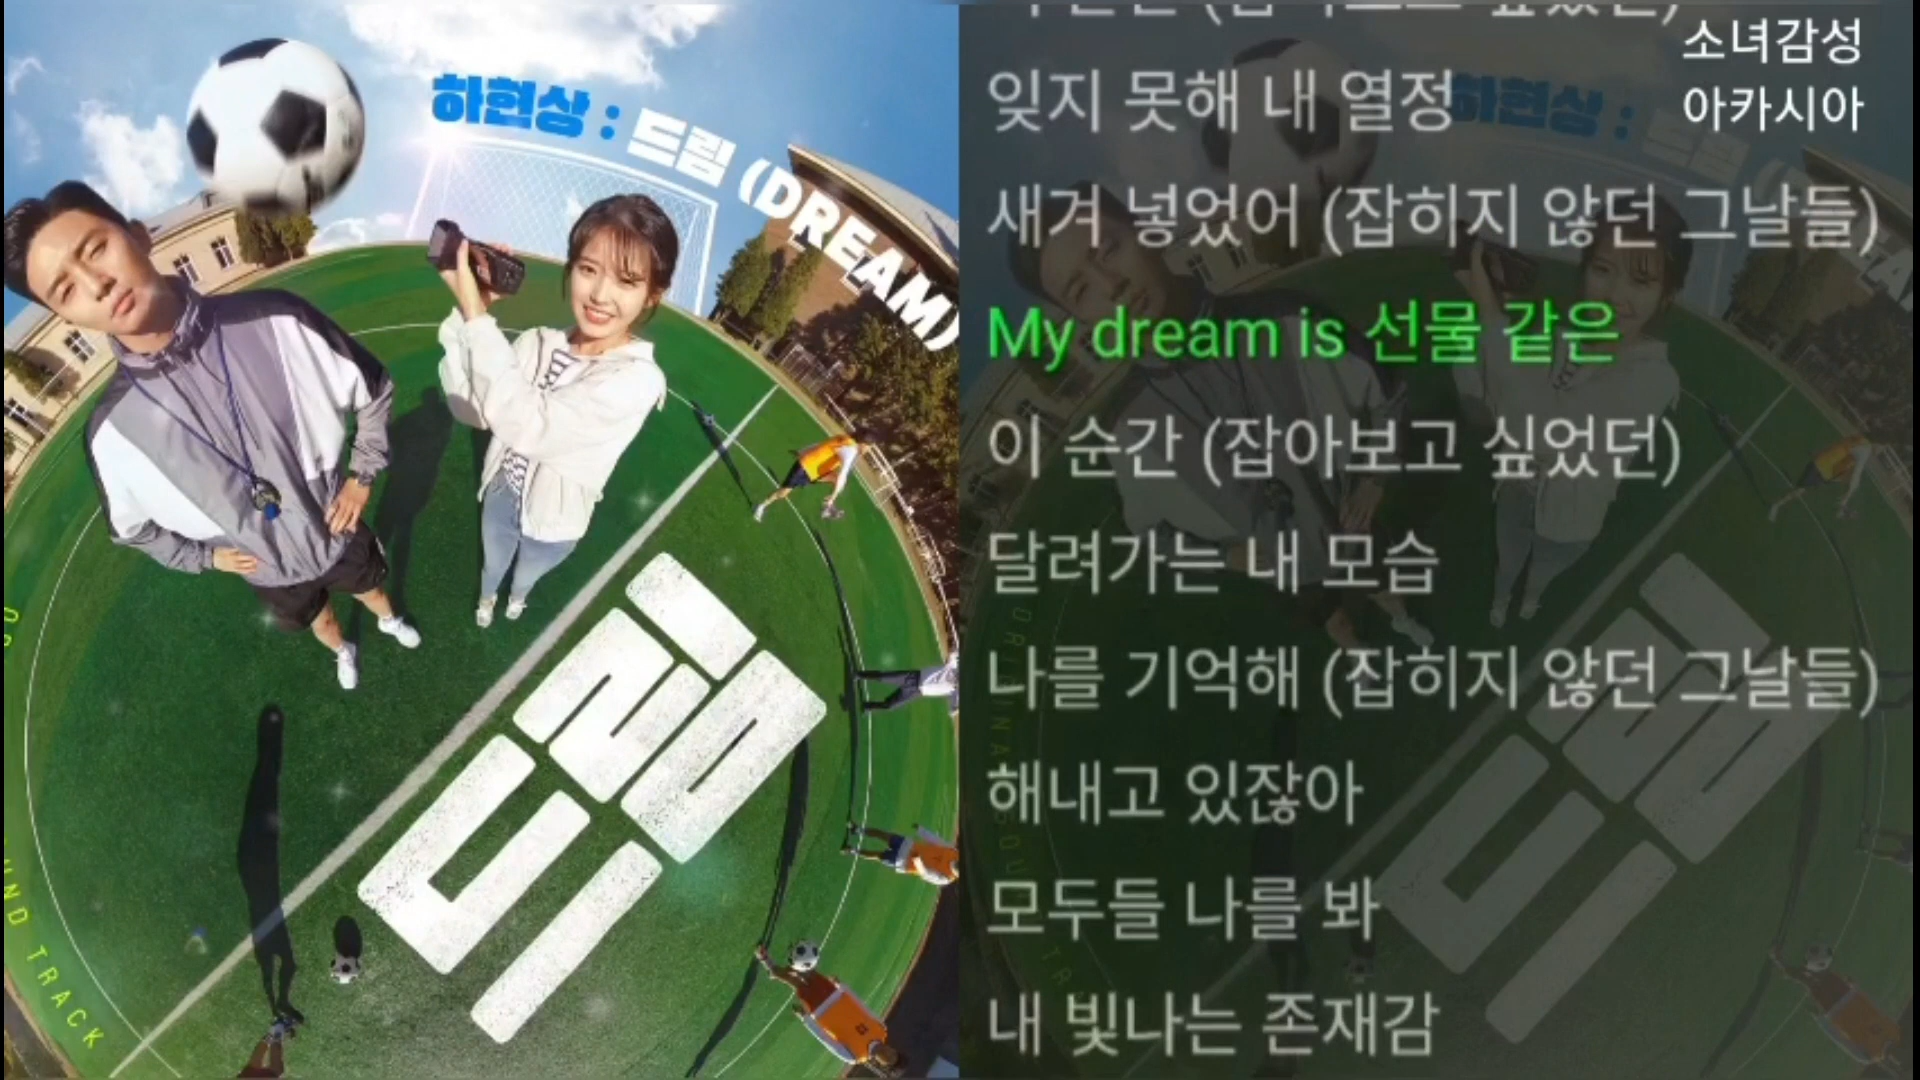 하현상 : 드림 (DREAM)
드림
UND TRACK
소녀감성
아카시아
잊지 못해 내 열정
새겨 넣었어 (잡히지 않던 그날들)
My dream is 선물 같은
이 순간 (잡아보고 싶었던)
달려가는 내 모습
나를 기억해 (잡히지 않던 그날들)
해내고 있잖아
모두들 나를 봐
내 빛나는 존재감